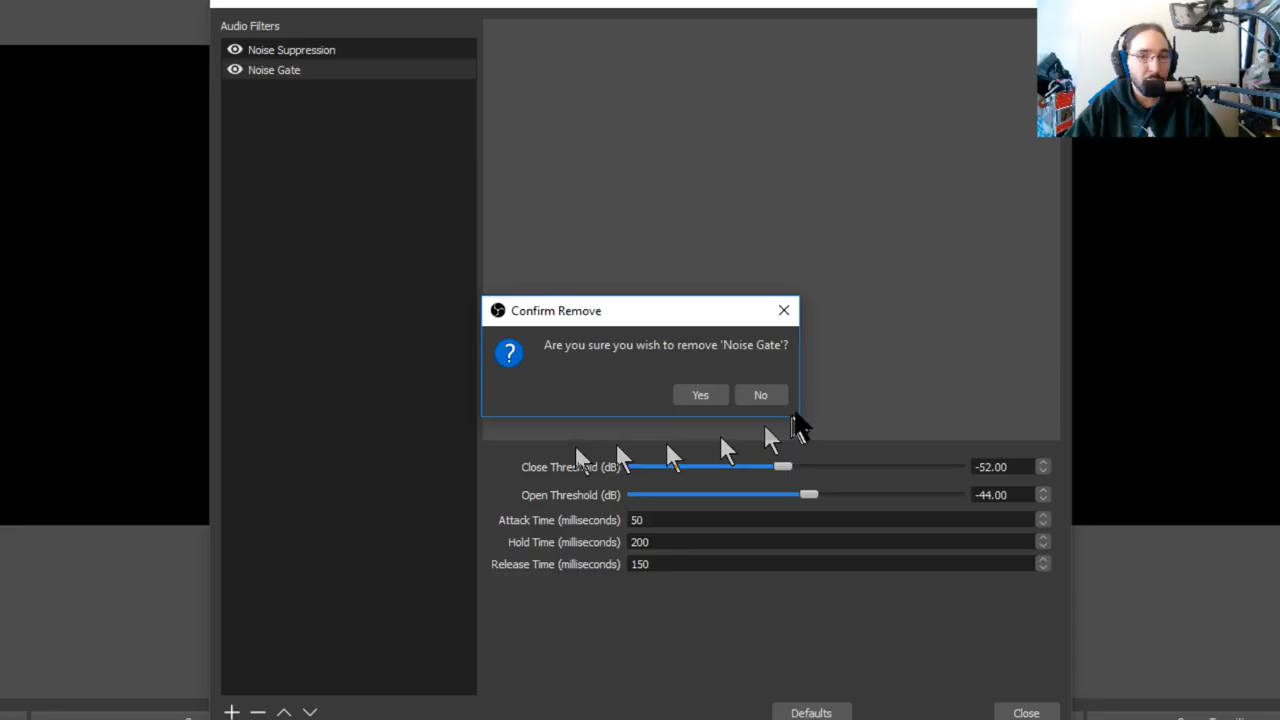 Audio Filters
Noise Suppression
Noise Gate
Confirm Remove
Are you sure you wish to remove 'Noise Gate'?
Yes
No
Close Threshold (dB)
-52.00
Open Threshold (dB)
-44.00
Attack Time (milliseconds)
50
Hold Time (milliseconds)
200
Release Time (milliseconds)
150
Defaults
Close